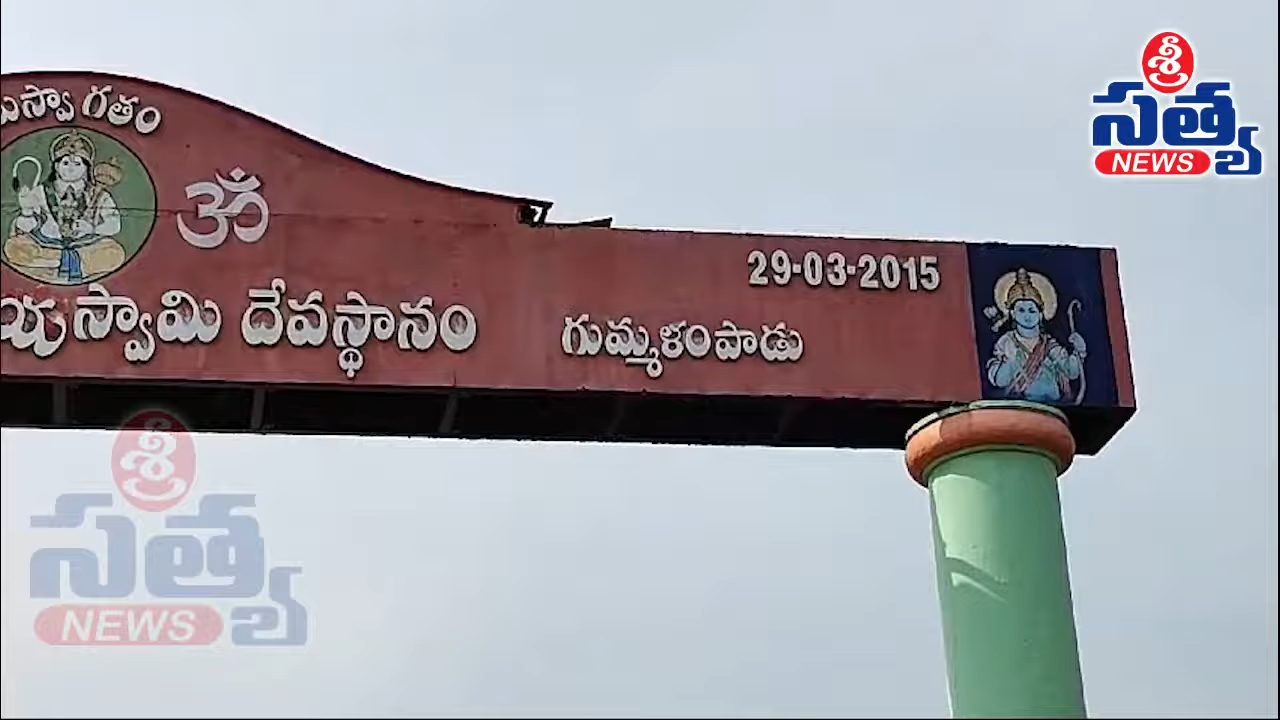 శ్రీ
సత్య
NEWS
సుస్వాగతం
ॐ
29-03-2015
స్వామి దేవస్థానం
గుమ్మళంపాడు
శ్రీ
సత్య
NEWS